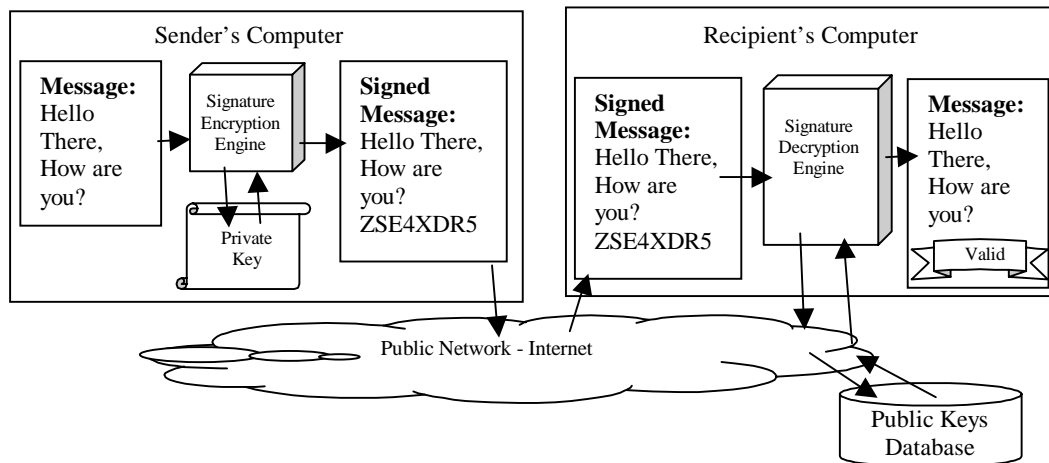 Sender's Computer
Message:
Hello
There,
How are
you?
Signature
Encryption
Engine
Private
Key
Signed
Message:
Hello There,
How are
you?
ZSE4XDR5
Recipient's Computer
Signed
Message:
Hello There,
How are
you?
ZSE4XDR5
Signature
Decryption
Engine
Message:
Hello
There,
How are
you?
Valid
Public Network - Internet
Public Keys
Database